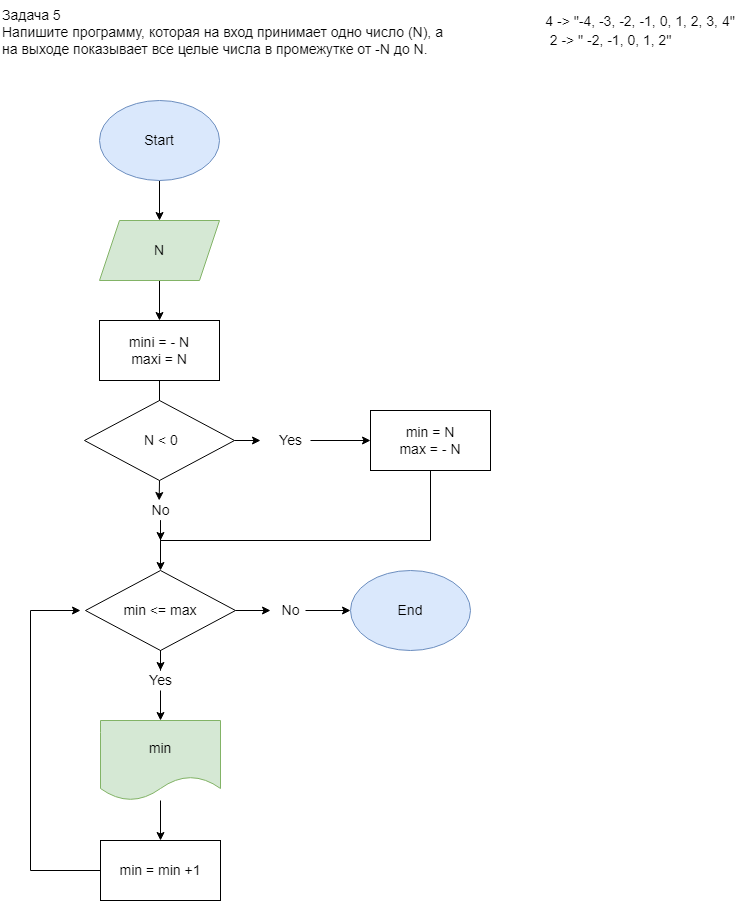 Задача 5
Напишите программу, которая на вход принимает одно число (N), а
на выходе показывает все целые числа в промежутке от -N до N.
4 -> "-4, -3, -2, -1, 0, 1, 2, 3, 4"
2 -> " -2, -1, 0, 1, 2"
Start
N
mini = - N
maxi = N
N < 0
Yes
min = N
max = - N
No
min <= max
No
End
Yes
min
min = min +1